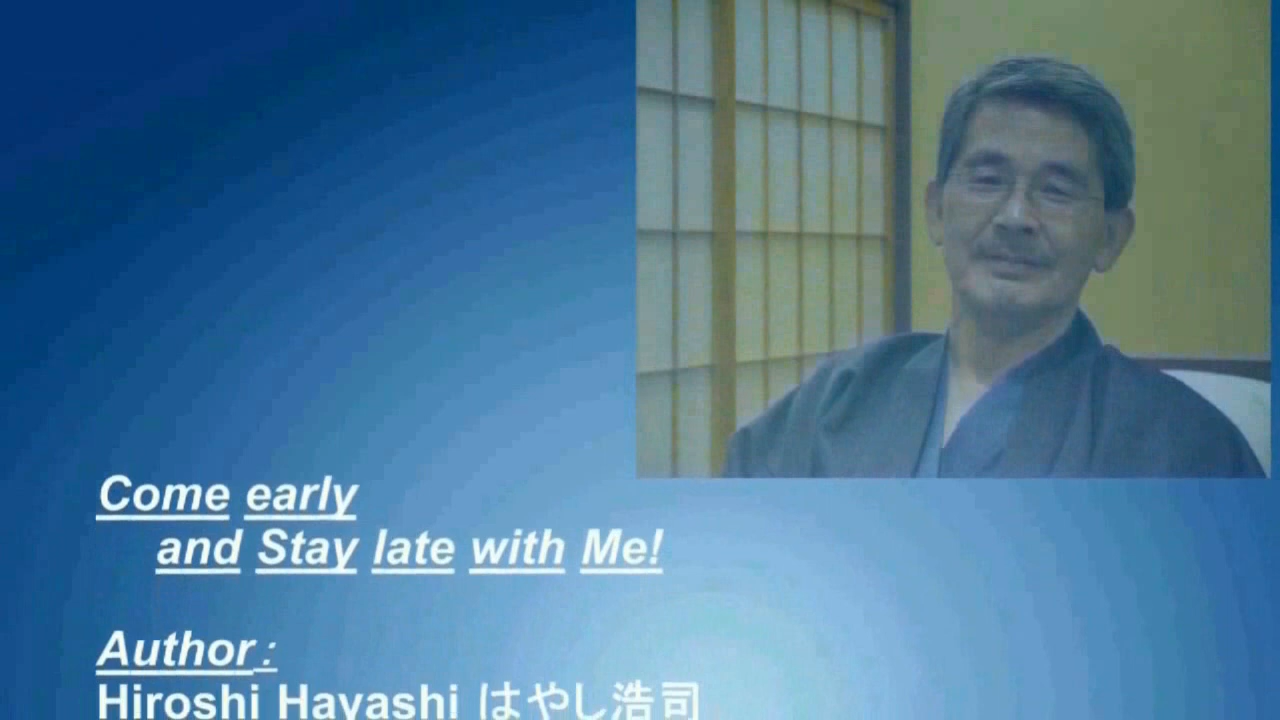 Come early
and Stay late with Me!
Author:
Hiroshi Hayashi はやし浩司